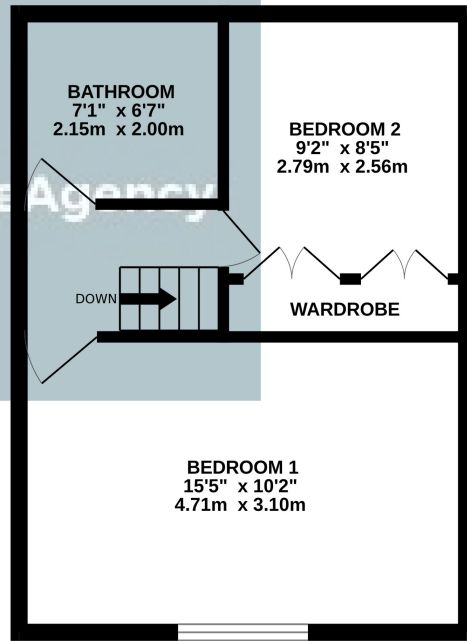 BATHROOM
7'1" x 6'7"
2.15m x 2.00m
BEDROOM 2
9'2" x 8'5"
2.79m x 2.56m
Agency
DOWN
WARDROBE
BEDROOM 1
15'5" x 10'2"
4.71m x 3.10m